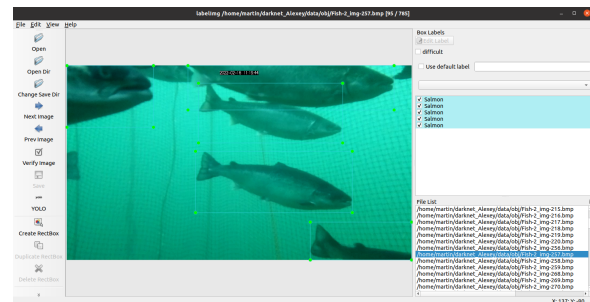 labelImg /home/martin/darknet_Alexey/data/obj/Fish-2_img-257.bmp [95 / 705]
File Edit View Help
Open
Open Dir
Change Save Dir
Next Image
Prev Image
Verify Image
Save
YOLO
Create RectBox
Duplicate RectBox
Delete RectBox
Box Labels
Edit Label
difficult
Use default label
Salmon
Salmon
Salmon
Salmon
Salmon
File List
/home/martin/darknet_Alexey/data/obj/Fish-2_img-215.bmp
/home/martin/darknet_Alexey/data/obj/Fish-2_img-216.bmp
/home/martin/darknet_Alexey/data/obj/Fish-2_img-217.bmp
/home/martin/darknet_Alexey/data/obj/Fish-2_img-218.bmp
/home/martin/darknet_Alexey/data/obj/Fish-2_img-219.bmp
/home/martin/darknet_Alexey/data/obj/Fish-2_img-220.bmp
/home/martin/darknet_Alexey/data/obj/Fish-2_img-256.bmp
/home/martin/darknet_Alexey/data/obj/Fish-2_img-257.bmp
/home/martin/darknet_Alexey/data/obj/Fish-2_img-258.bmp
/home/martin/darknet_Alexey/data/obj/Fish-2_img-259.bmp
/home/martin/darknet_Alexey/data/obj/Fish-2_img-268.bmp
/home/martin/darknet_Alexey/data/obj/Fish-2_img-269.bmp
/home/martin/darknet_Alexey/data/obj/Fish-2_img-270.bmp